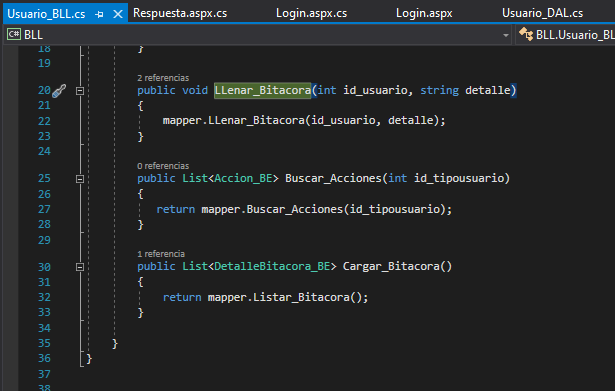 Usuario_BLL.cs Respuesta.aspx.cs Login.aspx.cs Login.aspx Usuario_DAL.cs
C# BLL BLL.Usuario_BL
18 }
19
2 referencias
20 public void LLenar_Bitacora(int id_usuario, string detalle)
21 {
22 mapper.LLenar_Bitacora(id_usuario, detalle);
23 }
24
0 referencias
25 public List<Accion_BE> Buscar_Acciones(int id_tipousuario)
26 {
27 return mapper.Buscar_Acciones(id_tipousuario);
28 }
29
1 referencia
30 public List<DetalleBitacora_BE> Cargar_Bitacora()
31 {
32 return mapper.Listar_Bitacora();
33 }
34
35 }
36 }
37
38